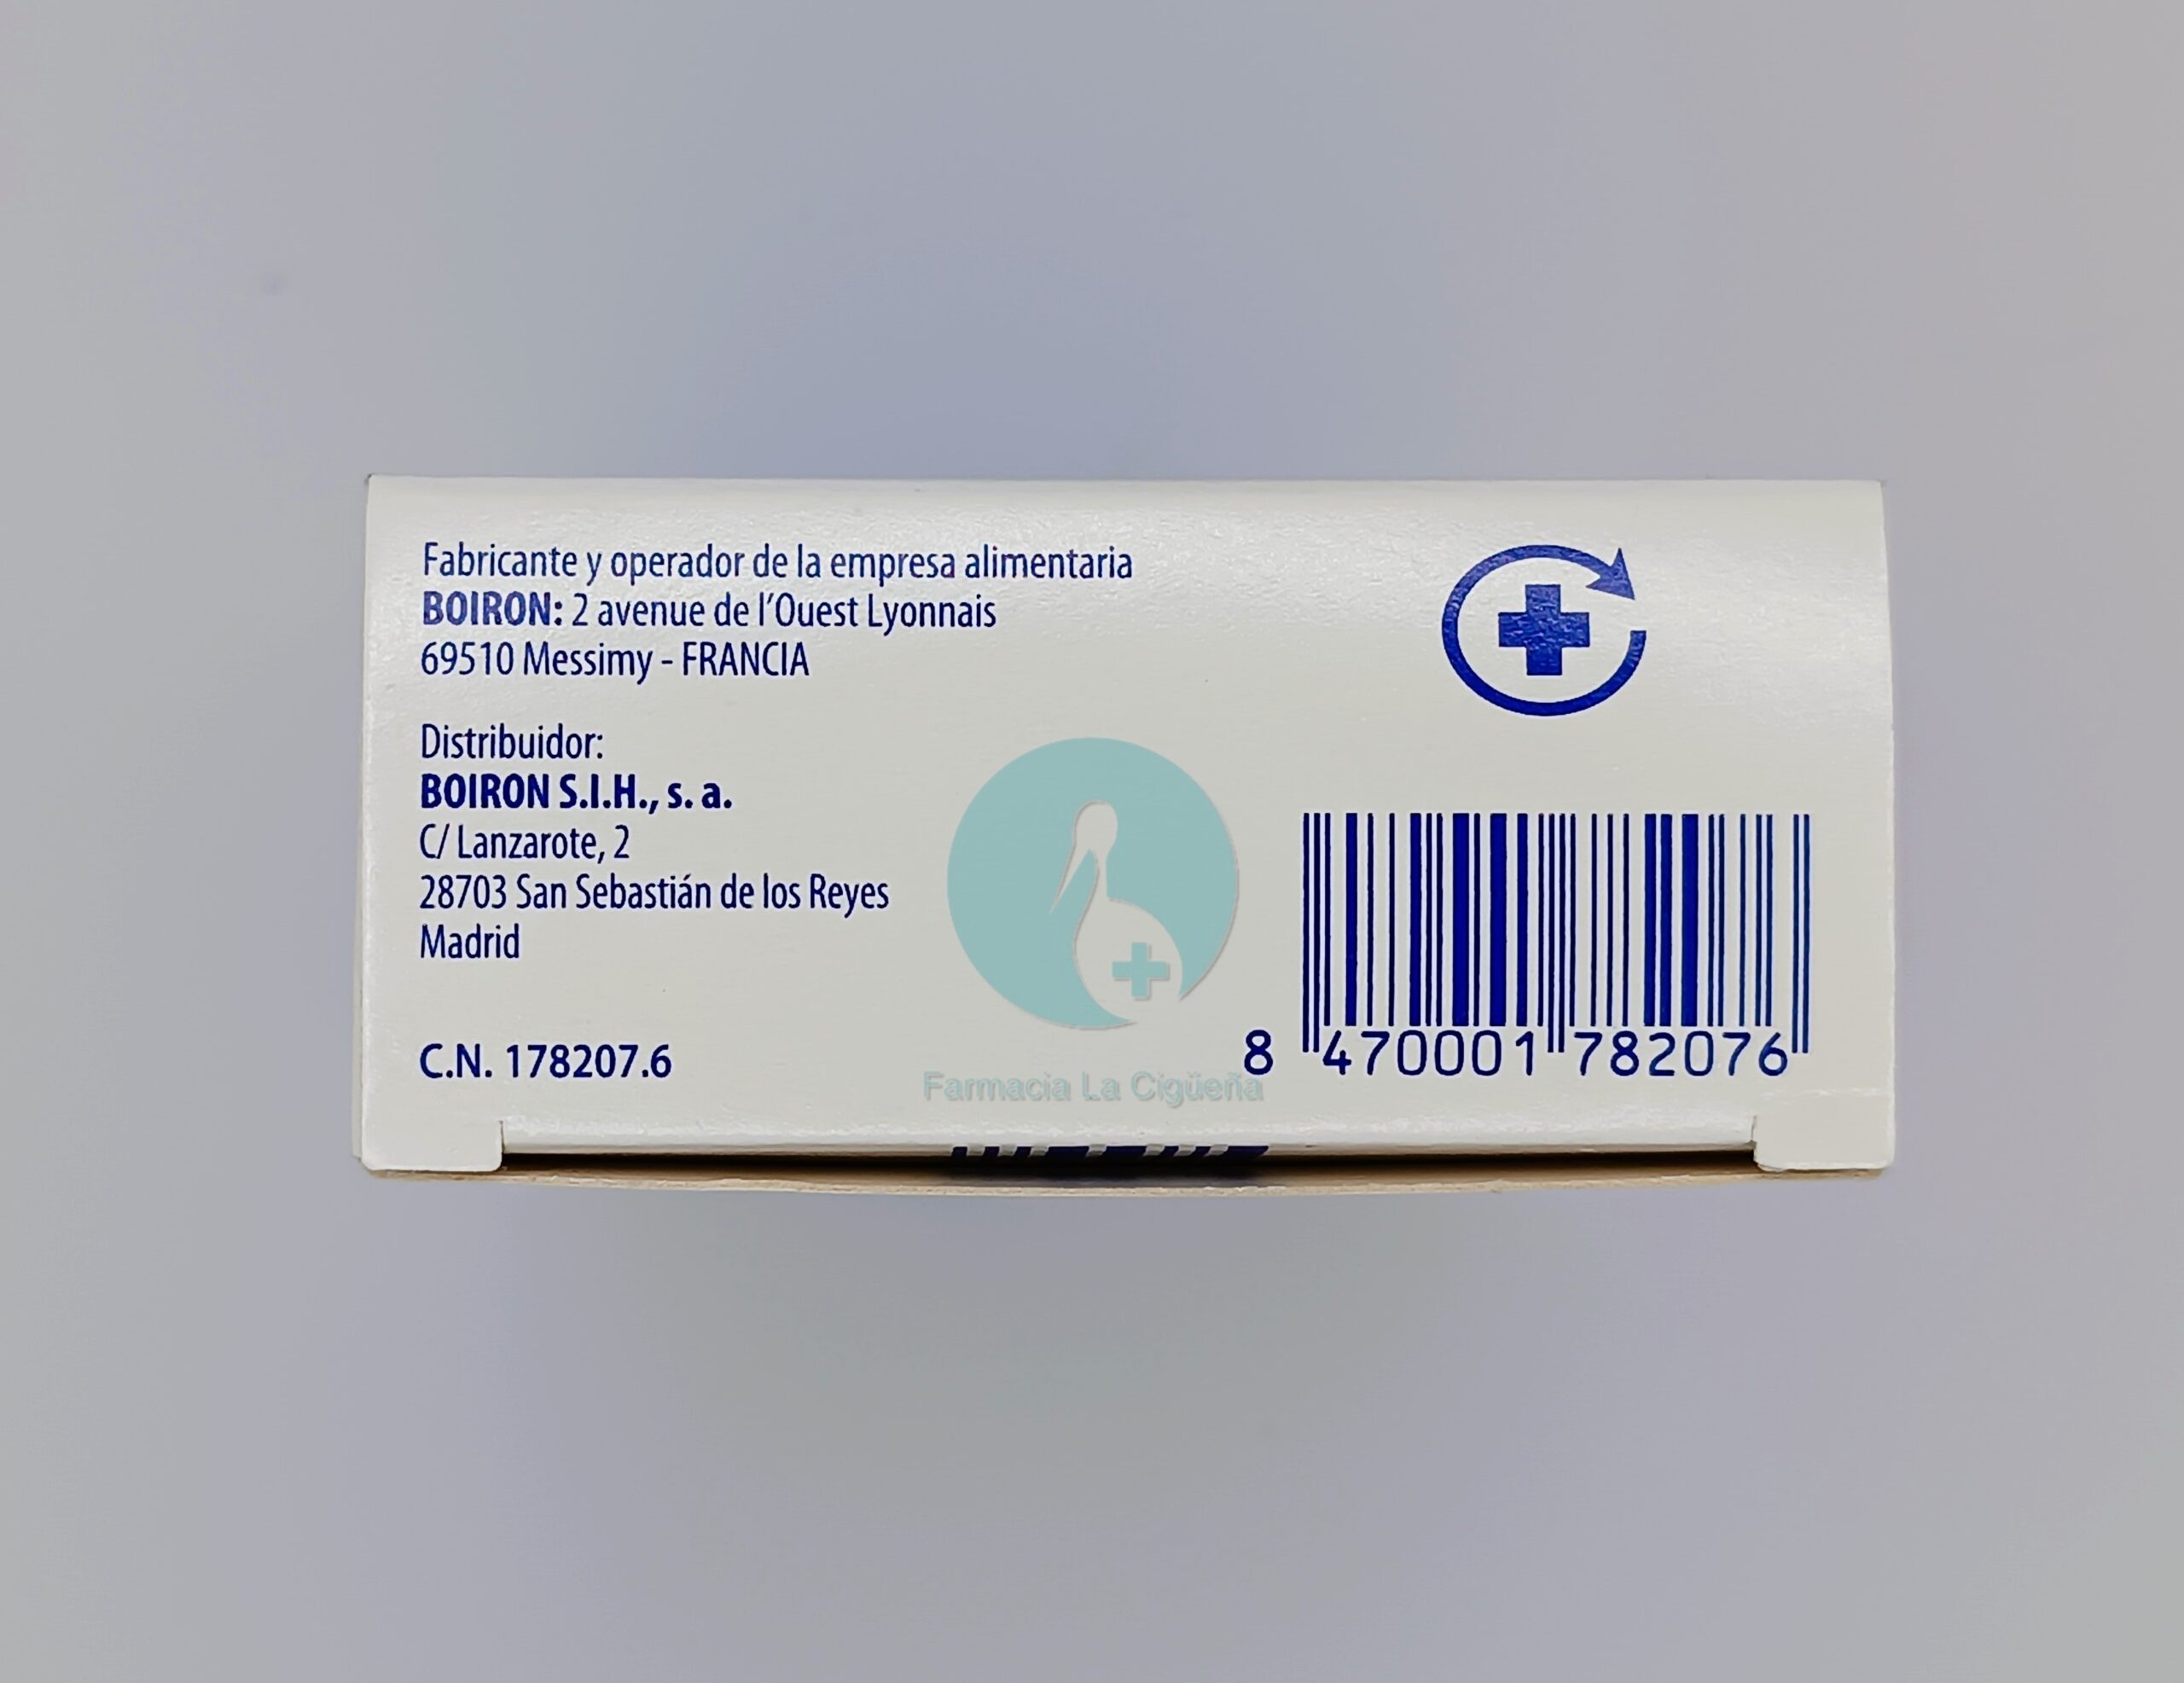 Fabricante y operador de la empresa alimentaria
BOIRON: 2 avenue de l'Ouest Lyonnais
69510 Messimy - FRANCIA
Distribuidor:
BOIRON S.I.H., s. a.
C/ Lanzarote, 2
28703 San Sebastián de los Reyes
Madrid
C.N. 178207.6
8 470001 782076
Farmacia La Cigüeña